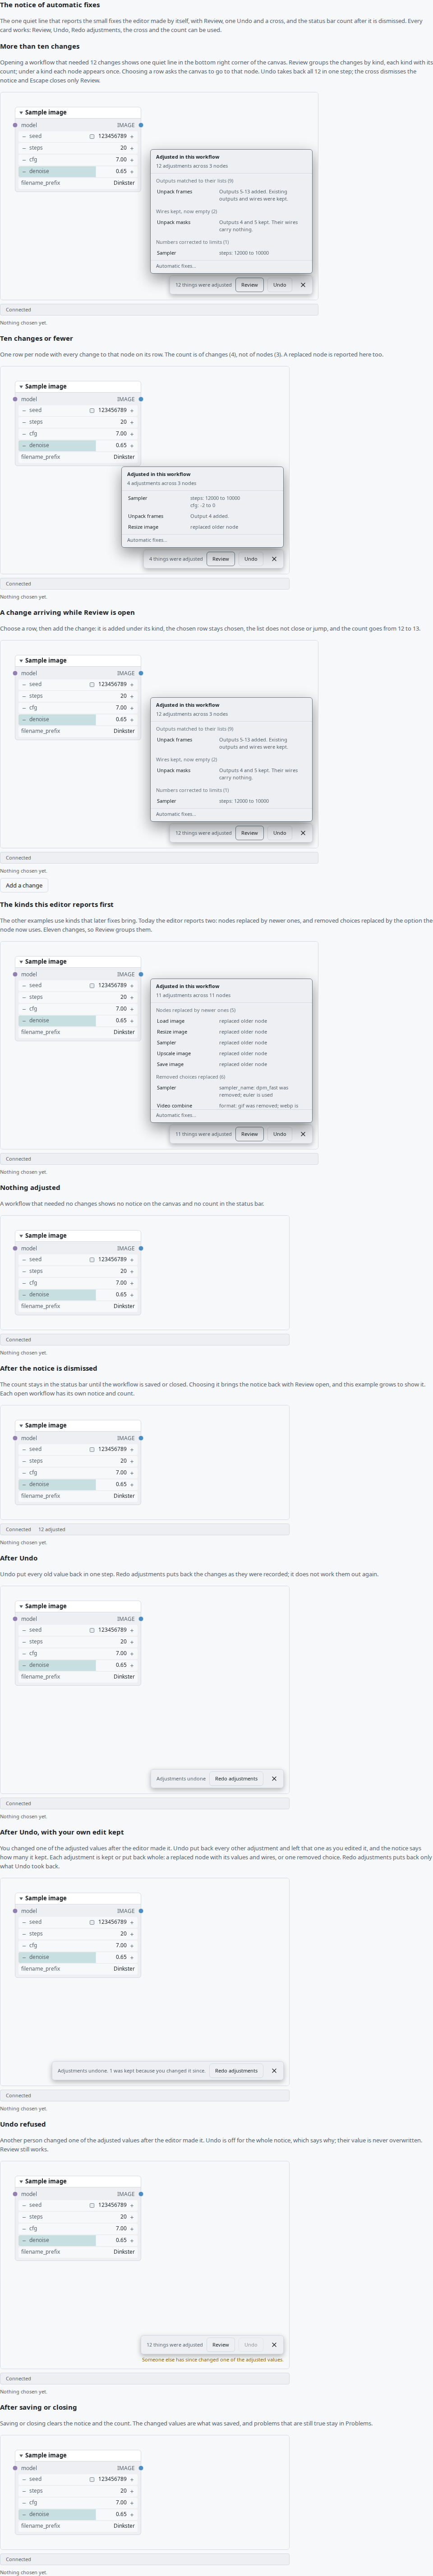 The notice of automatic fixes
The one quiet line that reports the small fixes the editor made by itself, with Review, one Undo and a cross, and the status bar count after it is dismissed. Every
card works: Review, Undo, Redo adjustments, the cross and the count can be used.
More than ten changes
Opening a workflow that needed 12 changes shows one quiet line in the bottom right corner of the canvas. Review groups the changes by kind, each kind with its
count; under a kind each node appears once. Choosing a row asks the canvas to go to that node. Undo takes back all 12 in one step; the cross dismisses the
notice and Escape closes only Review.
▾ Sample image
model IMAGE
– seed 123456789 +
– steps 20 +
– cfg 7.00 +
– denoise 0.65 +
filename_prefix Dinkster
Adjusted in this workflow
12 adjustments across 3 nodes
Outputs matched to their lists (9)
Unpack frames Outputs 5-13 added. Existing
outputs and wires were kept.
Wires kept, now empty (2)
Unpack masks Outputs 4 and 5 kept. Their wires
carry nothing.
Numbers corrected to limits (1)
Sampler steps: 12000 to 10000
Automatic fixes...
12 things were adjusted Review Undo ✕
Connected
Nothing chosen yet.
Ten changes or fewer
One row per node with every change to that node on its row. The count is of changes (4), not of nodes (3). A replaced node is reported here too.
▾ Sample image
model IMAGE
– seed 123456789 +
– steps 20 +
– cfg 7.00 +
– denoise 0.65 +
filename_prefix Dinkster
Adjusted in this workflow
4 adjustments across 3 nodes
Sampler steps: 12000 to 10000
cfg: -2 to 0
Unpack frames Output 4 added.
Resize image replaced older node
Automatic fixes...
4 things were adjusted Review Undo ✕
Connected
Nothing chosen yet.
A change arriving while Review is open
Choose a row, then add the change: it is added under its kind, the chosen row stays chosen, the list does not close or jump, and the count goes from 12 to 13.
▾ Sample image
model IMAGE
– seed 123456789 +
– steps 20 +
– cfg 7.00 +
– denoise 0.65 +
filename_prefix Dinkster
Adjusted in this workflow
12 adjustments across 3 nodes
Outputs matched to their lists (9)
Unpack frames Outputs 5-13 added. Existing
outputs and wires were kept.
Wires kept, now empty (2)
Unpack masks Outputs 4 and 5 kept. Their wires
carry nothing.
Numbers corrected to limits (1)
Sampler steps: 12000 to 10000
Automatic fixes...
12 things were adjusted Review Undo ✕
Connected
Nothing chosen yet.
Add a change
The kinds this editor reports first
The other examples use kinds that later fixes bring. Today the editor reports two: nodes replaced by newer ones, and removed choices replaced by the option the
node now uses. Eleven changes, so Review groups them.
▾ Sample image
model IMAGE
– seed 123456789 +
– steps 20 +
– cfg 7.00 +
– denoise 0.65 +
filename_prefix Dinkster
Adjusted in this workflow
11 adjustments across 11 nodes
Nodes replaced by newer ones (5)
Load image replaced older node
Resize image replaced older node
Sampler replaced older node
Upscale image replaced older node
Save image replaced older node
Removed choices replaced (6)
Sampler sampler_name: dpm_fast was
removed; euler is used
Video combine format: gif was removed; webp is
Automatic fixes...
11 things were adjusted Review Undo ✕
Connected
Nothing chosen yet.
Nothing adjusted
A workflow that needed no changes shows no notice on the canvas and no count in the status bar.
▾ Sample image
model IMAGE
– seed 123456789 +
– steps 20 +
– cfg 7.00 +
– denoise 0.65 +
filename_prefix Dinkster
Connected
Nothing chosen yet.
After the notice is dismissed
The count stays in the status bar until the workflow is saved or closed. Choosing it brings the notice back with Review open, and this example grows to show it.
Each open workflow has its own notice and count.
▾ Sample image
model IMAGE
– seed 123456789 +
– steps 20 +
– cfg 7.00 +
– denoise 0.65 +
filename_prefix Dinkster
Connected 12 adjusted
Nothing chosen yet.
After Undo
Undo put every old value back in one step. Redo adjustments puts back the changes as they were recorded; it does not work them out again.
▾ Sample image
model IMAGE
– seed 123456789 +
– steps 20 +
– cfg 7.00 +
– denoise 0.65 +
filename_prefix Dinkster
Adjustments undone Redo adjustments ✕
Connected
Nothing chosen yet.
After Undo, with your own edit kept
You changed one of the adjusted values after the editor made it. Undo put back every other adjustment and left that one as you edited it, and the notice says
how many it kept. Each adjustment is kept or put back whole: a replaced node with its values and wires, or one removed choice. Redo adjustments puts back only
what Undo took back.
▾ Sample image
model IMAGE
– seed 123456789 +
– steps 20 +
– cfg 7.00 +
– denoise 0.65 +
filename_prefix Dinkster
Adjustments undone. 1 was kept because you changed it since. Redo adjustments ✕
Connected
Nothing chosen yet.
Undo refused
Another person changed one of the adjusted values after the editor made it. Undo is off for the whole notice, which says why; their value is never overwritten.
Review still works.
▾ Sample image
model IMAGE
– seed 123456789 +
– steps 20 +
– cfg 7.00 +
– denoise 0.65 +
filename_prefix Dinkster
12 things were adjusted Review Undo ✕
Someone else has since changed one of the adjusted values.
Connected
Nothing chosen yet.
After saving or closing
Saving or closing clears the notice and the count. The changed values are what was saved, and problems that are still true stay in Problems.
▾ Sample image
model IMAGE
– seed 123456789 +
– steps 20 +
– cfg 7.00 +
– denoise 0.65 +
filename_prefix Dinkster
Connected
Nothing chosen yet.